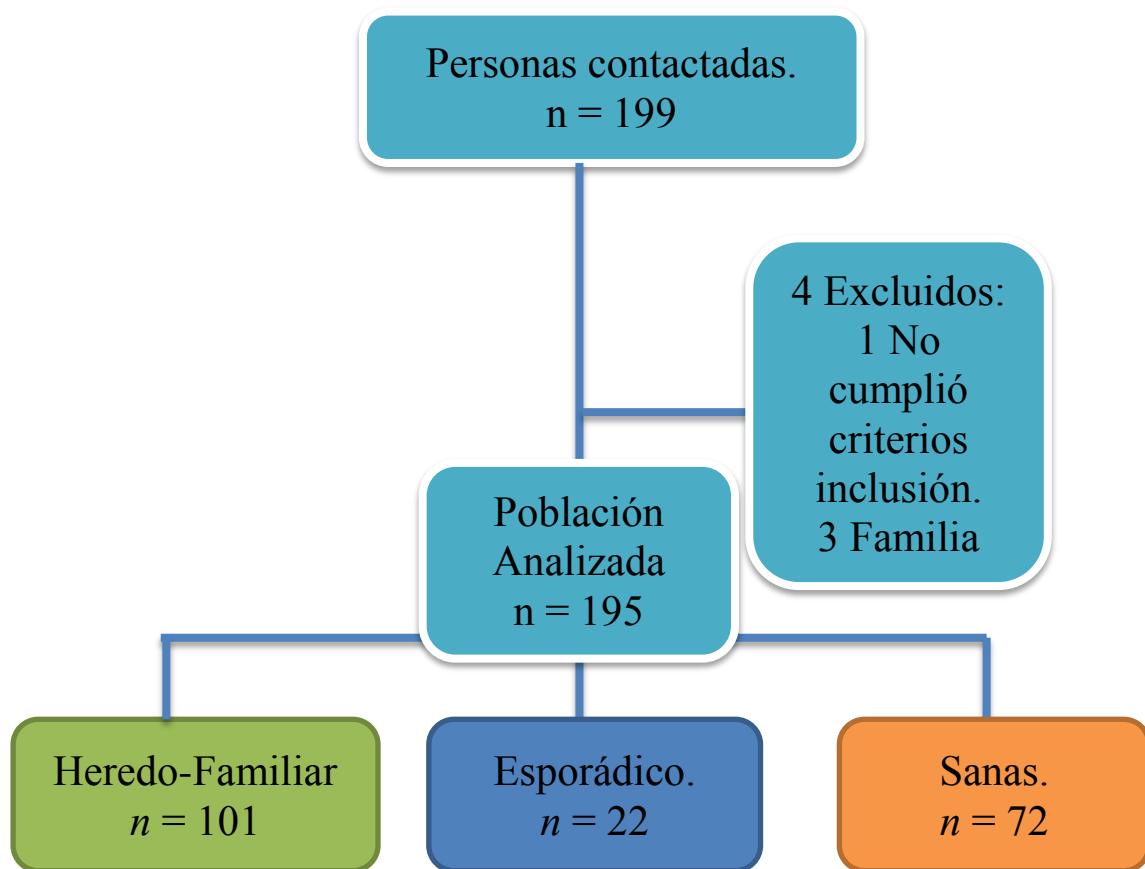 Personas contactadas.
n = 199
4 Excluidos:
1 No
cumplió
criterios
inclusión.
3 Familia
Población
Analizada
n = 195
Heredo-Familiar
n = 101
Esporádico.
n = 22
Sanas.
n = 72